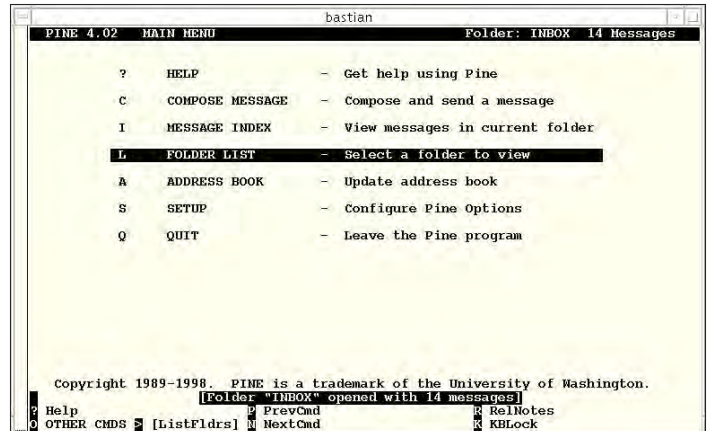 bastian
PINE 4.02 MAIN MENU Folder: INBOX 14 Messages
? HELP - Get help using Pine
C COMPOSE MESSAGE - Compose and send a message
I MESSAGE INDEX - View messages in current folder
L FOLDER LIST - Select a folder to view
A ADDRESS BOOK - Update address book
S SETUP - Configure Pine Options
Q QUIT - Leave the Pine program
Copyright 1989-1998. PINE is a trademark of the University of Washington.
[Folder "INBOX" opened with 14 messages]
? Help P PrevCmd R RelNotes
O OTHER CMDS > [ListFldrs] N NextCmd K KBLock